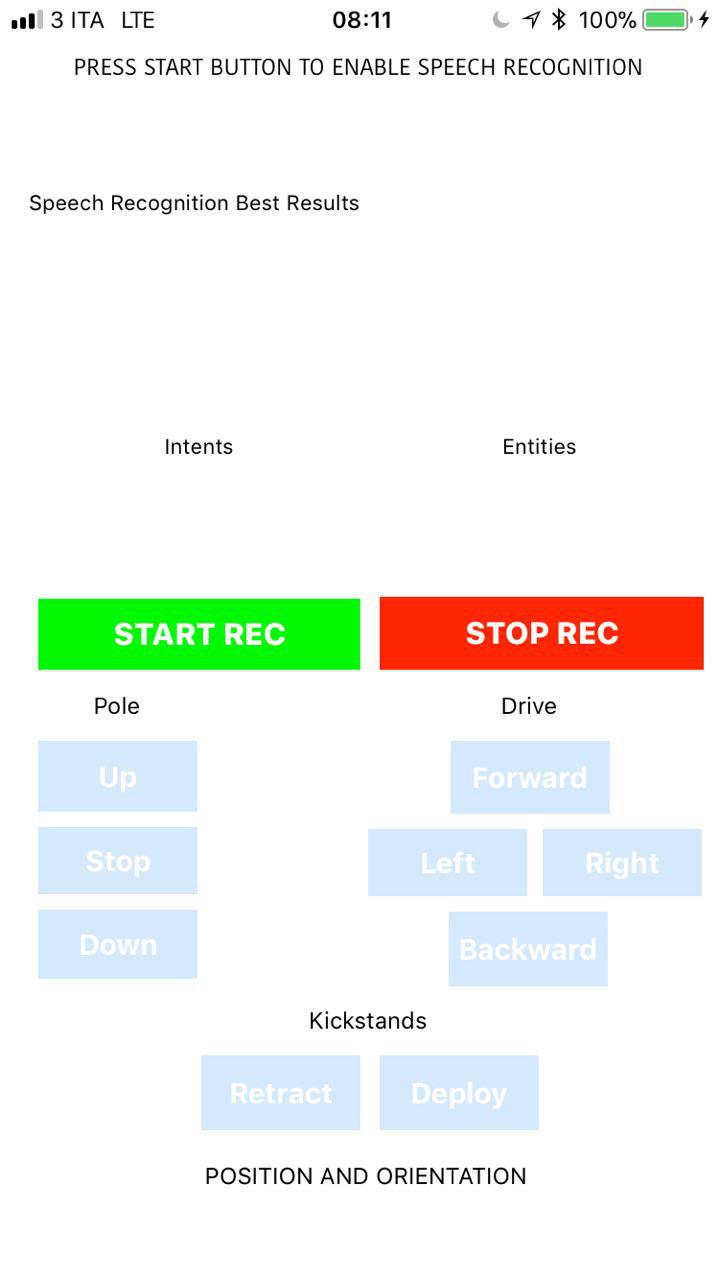 3 ITA LTE 08:11 100%
PRESS START BUTTON TO ENABLE SPEECH RECOGNITION
Speech Recognition Best Results
Intents Entities
START REC STOP REC
Pole Drive
Up Forward
Stop Left Right
Down Backward
Kickstands
Retract Deploy
POSITION AND ORIENTATION